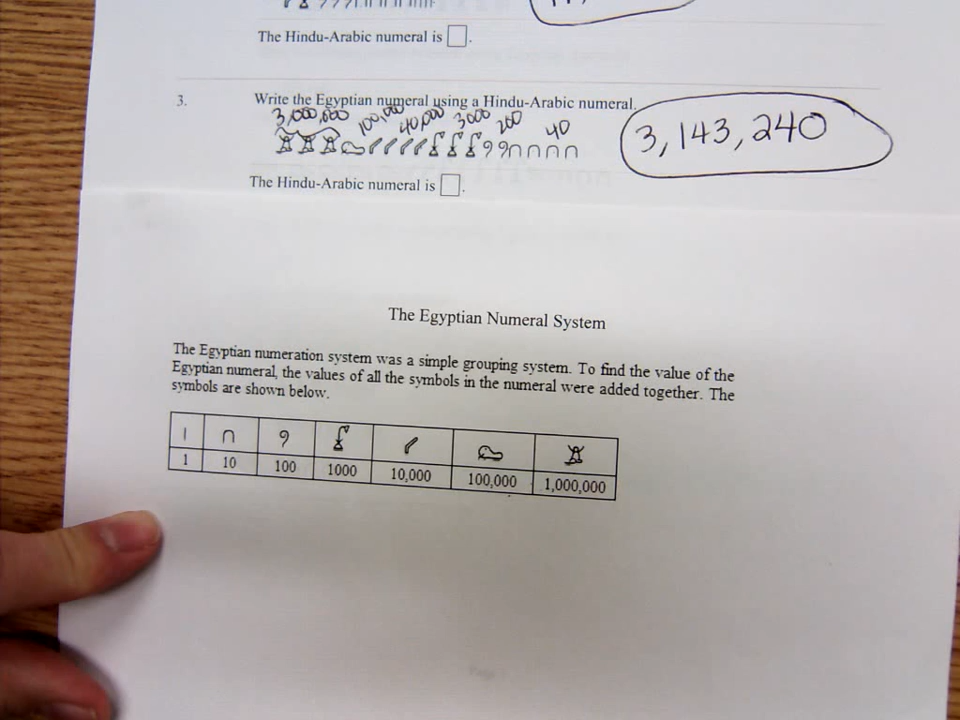 The Hindu-Arabic numeral is
3.
Write the Egyptian numeral using a Hindu-Arabic numeral.
3,000,000 100,000 40,000 3000 200 40
3,143,240
The Hindu-Arabic numeral is .
The Egyptian Numeral System
The Egyptian numeration system was a simple grouping system. To find the value of the
Egyptian numeral, the values of all the symbols in the numeral were added together. The
symbols are shown below.
1 10 100 1000 10,000 100,000 1,000,000